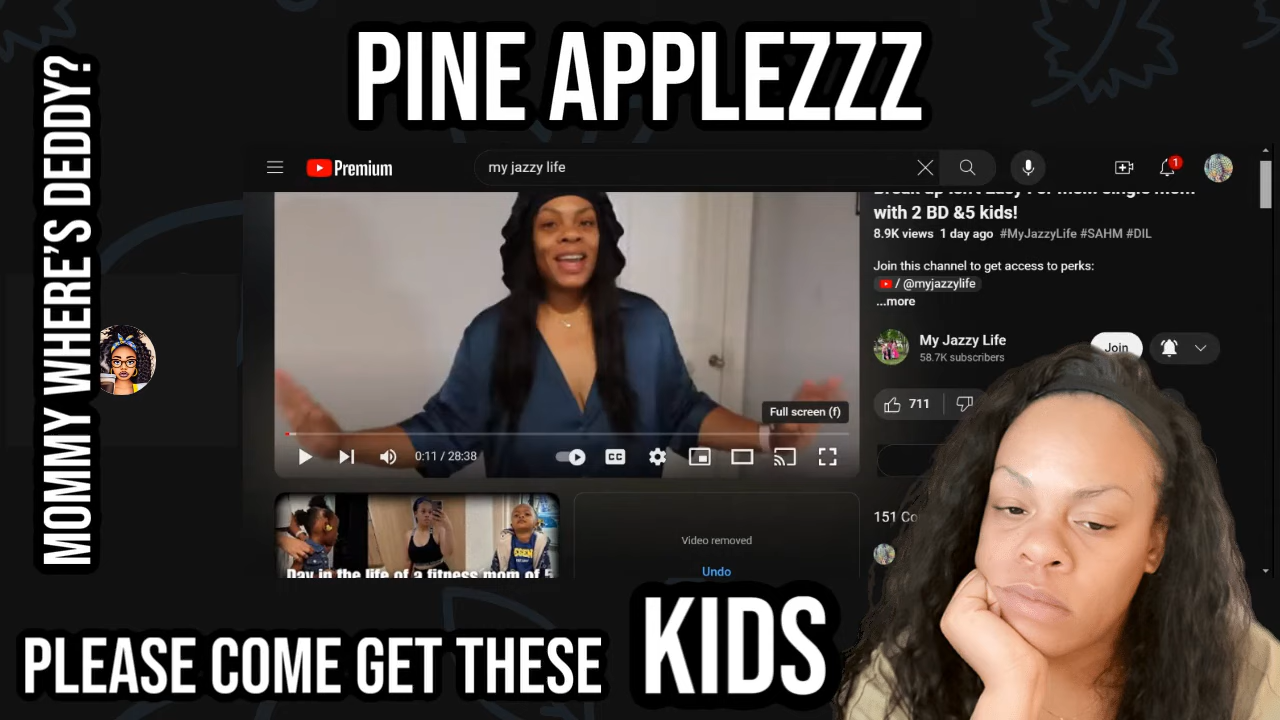 PINE APPLEZZZ
MOMMY WHERE'S DEDDY?
Premium
my jazzy life
1
with 2 BD &5 kids!
8.9K views 1 day ago #MyJazzyLife #SAHM #DIL
Join this channel to get access to perks:
/ @myjazzylife
...more
My Jazzy Life
58.7K subscribers
Join
711
Full screen (f)
0:11 / 28:38
CC
151 Co
Video removed
Undo
Day in the life of a fitness mom of 5
PLEASE COME GET THESE KIDS